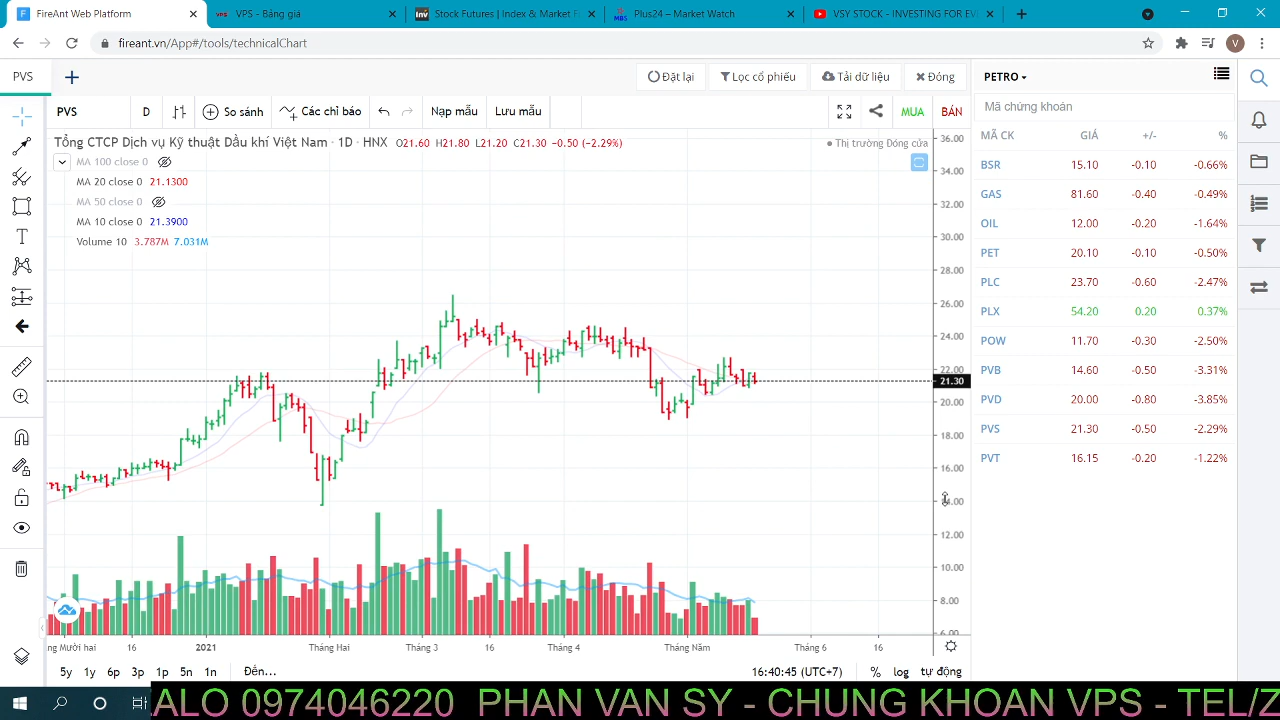 FireAnt Web Platform
VPS - Bảng giá
Stock Futures | Index & Market F
Plus24 – Market Watch
VSY STOCK - INVESTING FOR EV
fireant.vn/App#/tools/technicalChart
V
PVS
Đặt lại
Lọc cổ phiếu
Tải dữ liệu
Đóng
PETRO
PVS
D
So sánh
Các chỉ báo
Nạp mẫu
Lưu mẫu
MUA
BÁN
Mã chứng khoán
Tổng CTCP Dịch vụ Kỹ thuật Dầu khí Việt Nam · 1D · HNX O21.60 H21.80 L21.20 C21.30 -0.50 (-2.29%)
Thị trường Đóng cửa
MA 100 close 0
MA 20 close 0 21.1300
MA 50 close 0
MA 10 close 0 21.3900
Volume 10 3.787M 7.031M
36.00
34.00
32.00
30.00
28.00
26.00
24.00
22.00
21.30
20.00
18.00
16.00
14.00
12.00
10.00
8.00
6.00
MÃ CK GIÁ +/- %
BSR 15.10 -0.10 -0.66%
GAS 81.60 -0.40 -0.49%
OIL 12.00 -0.20 -1.64%
PET 20.10 -0.10 -0.50%
PLC 23.70 -0.60 -2.47%
PLX 54.20 0.20 0.37%
POW 11.70 -0.30 -2.50%
PVB 14.60 -0.50 -3.31%
PVD 20.00 -0.80 -3.85%
PVS 21.30 -0.50 -2.29%
PVT 16.15 -0.20 -1.22%
ng Mười hai 16 2021 Tháng Hai Tháng 3 16 Tháng 4 Tháng Năm Tháng 6 16
5y 1y 6p 3p 1p 5n 1n Đến... 16:40:45 (UTC+7) % log tự động
ZALO 0974046220 PHAN VAN SY - CHUNG KHOAN VPS - TEL/Z